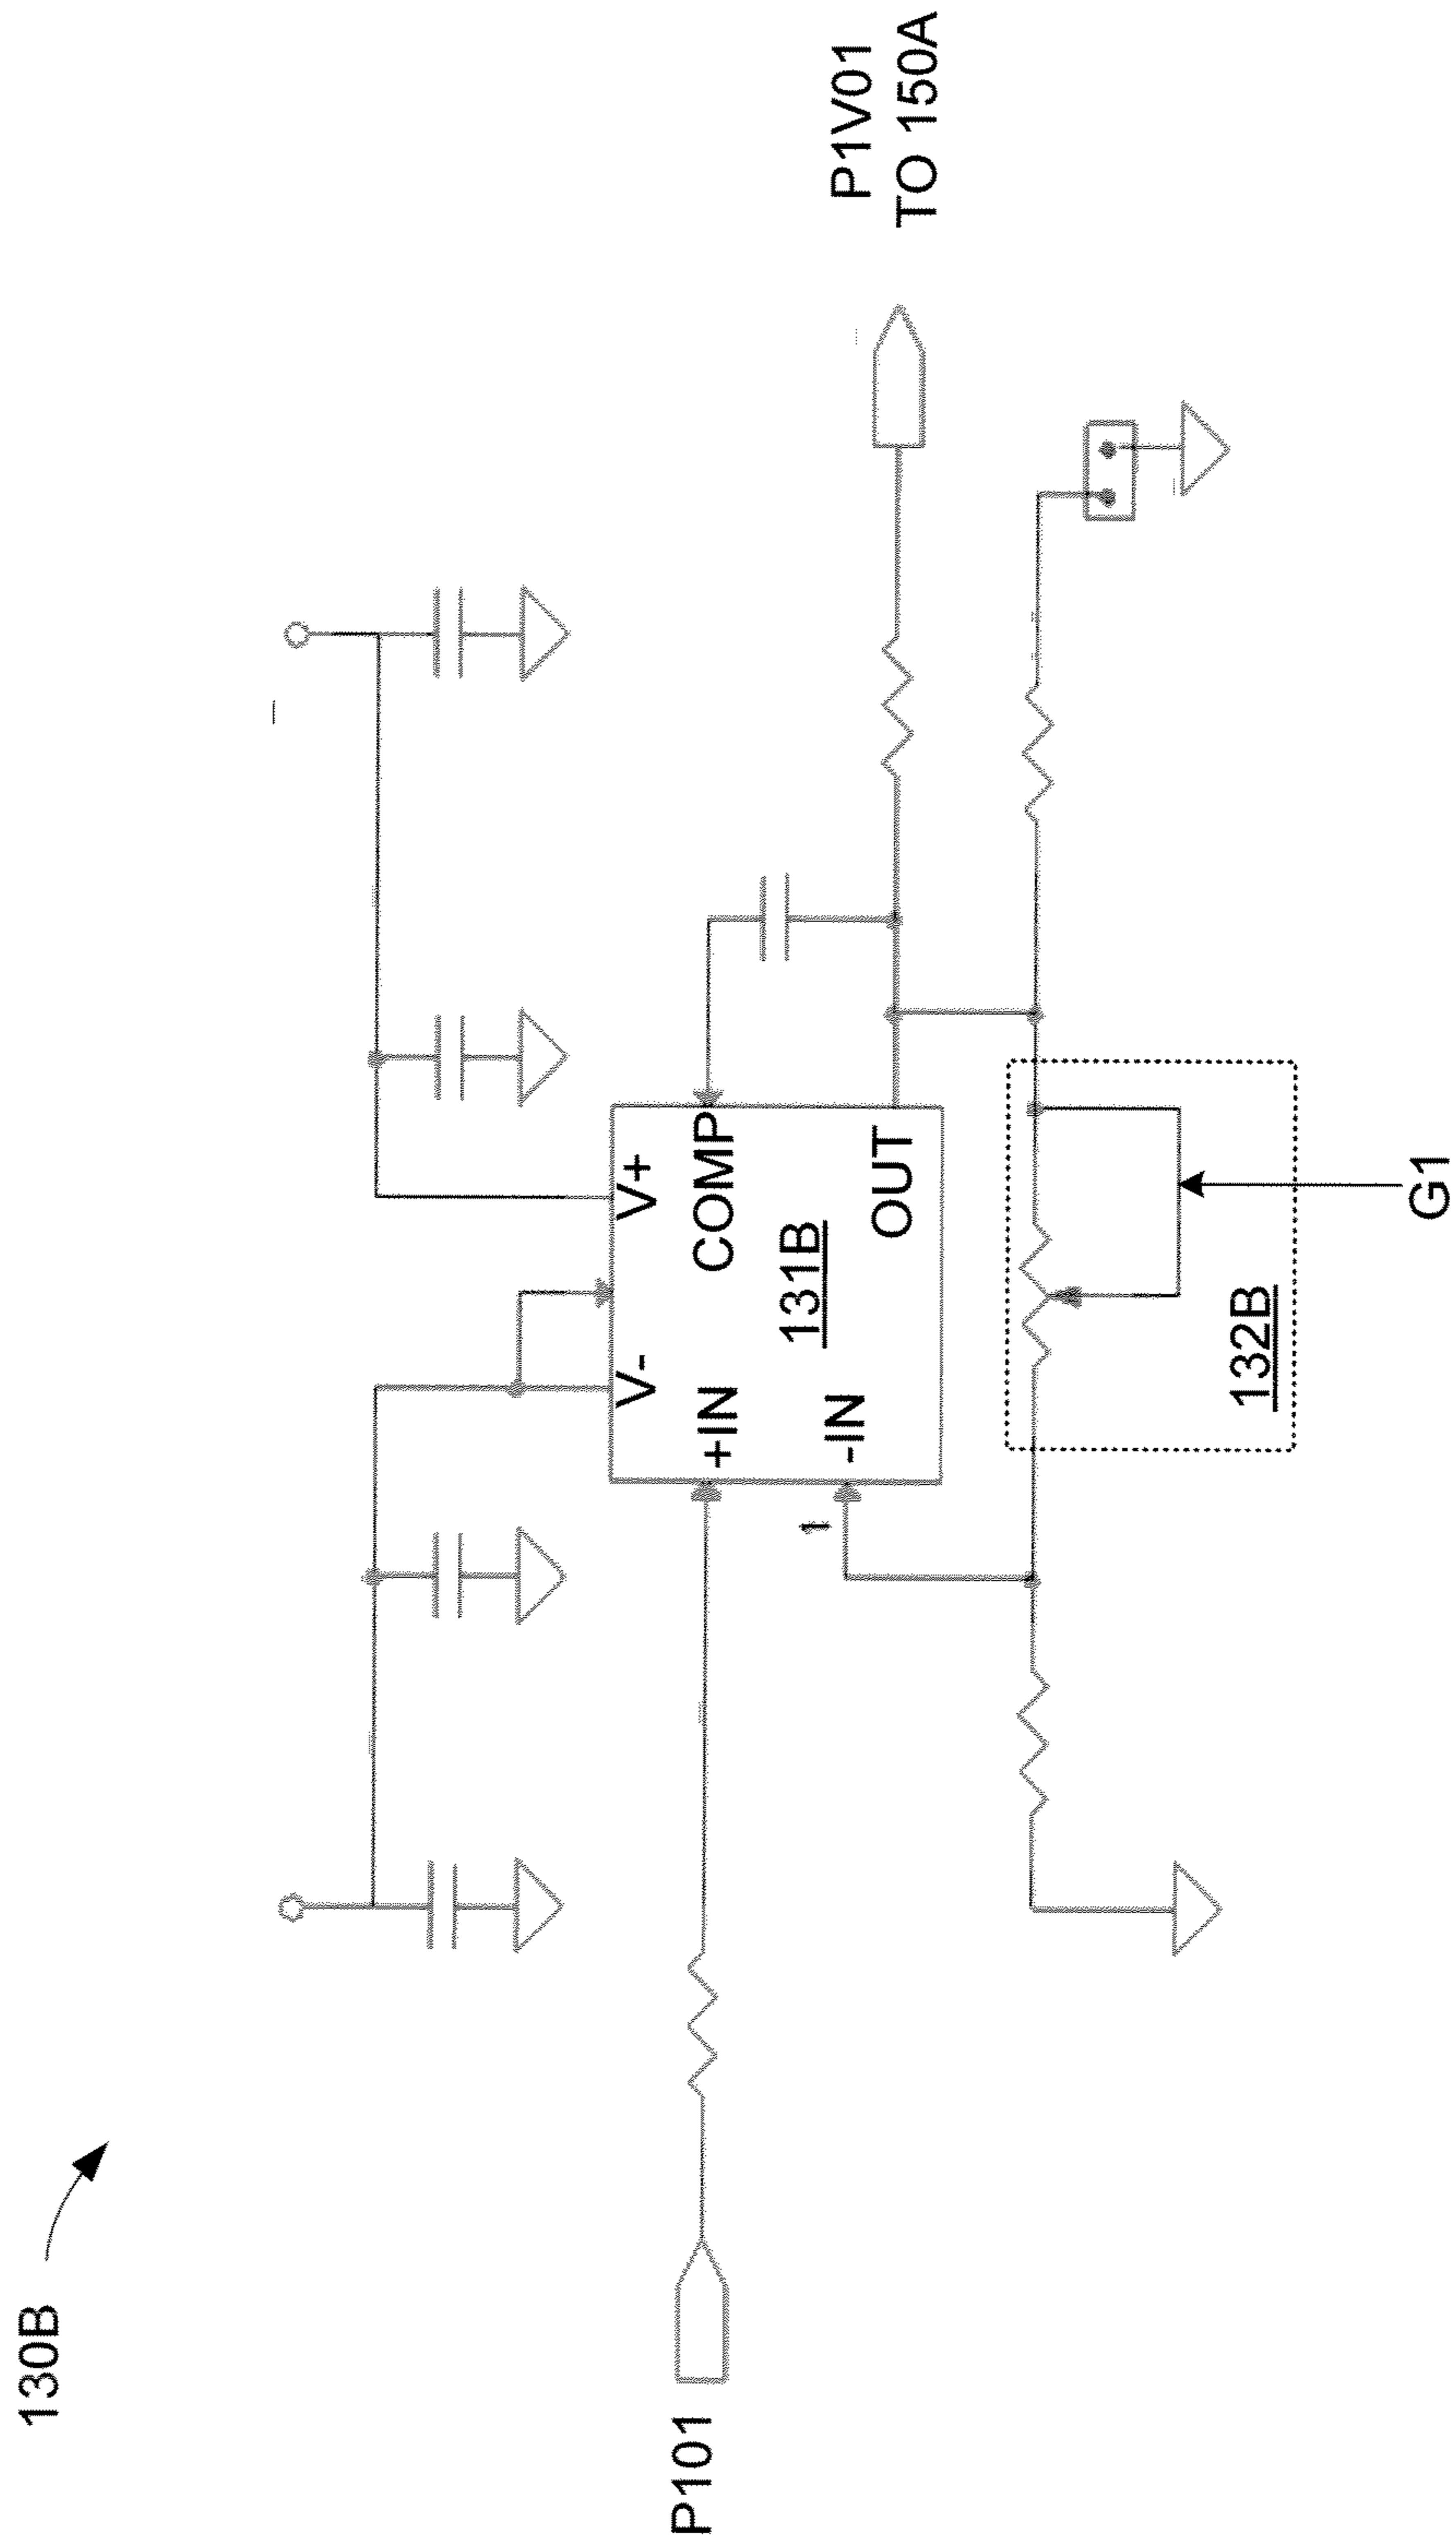 130B
V-
V+
P101
+IN
COMP
131B
-IN
OUT
1
P1V01
TO 150A
132B
G1